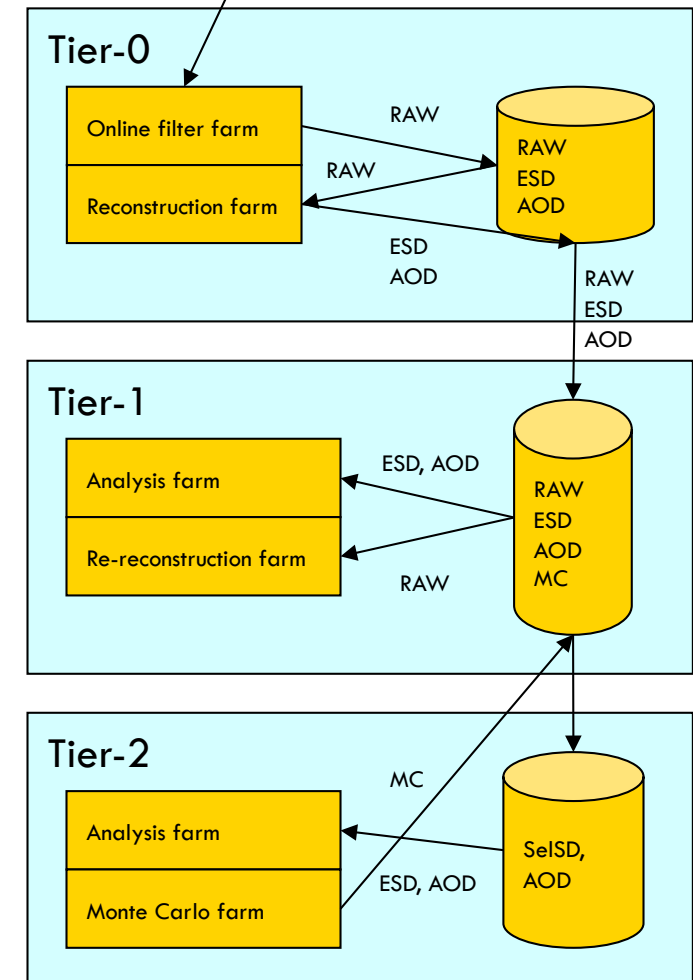 Tier-0
Online filter farm
Reconstruction farm
RAW
RAW
ESD
AOD
RAW
ESD
AOD
RAW
ESD
AOD
Tier-1
Analysis farm
Re-reconstruction farm
ESD, AOD
RAW
RAW
ESD
AOD
MC
Tier-2
Analysis farm
Monte Carlo farm
MC
ESD, AOD
SelSD,
AOD